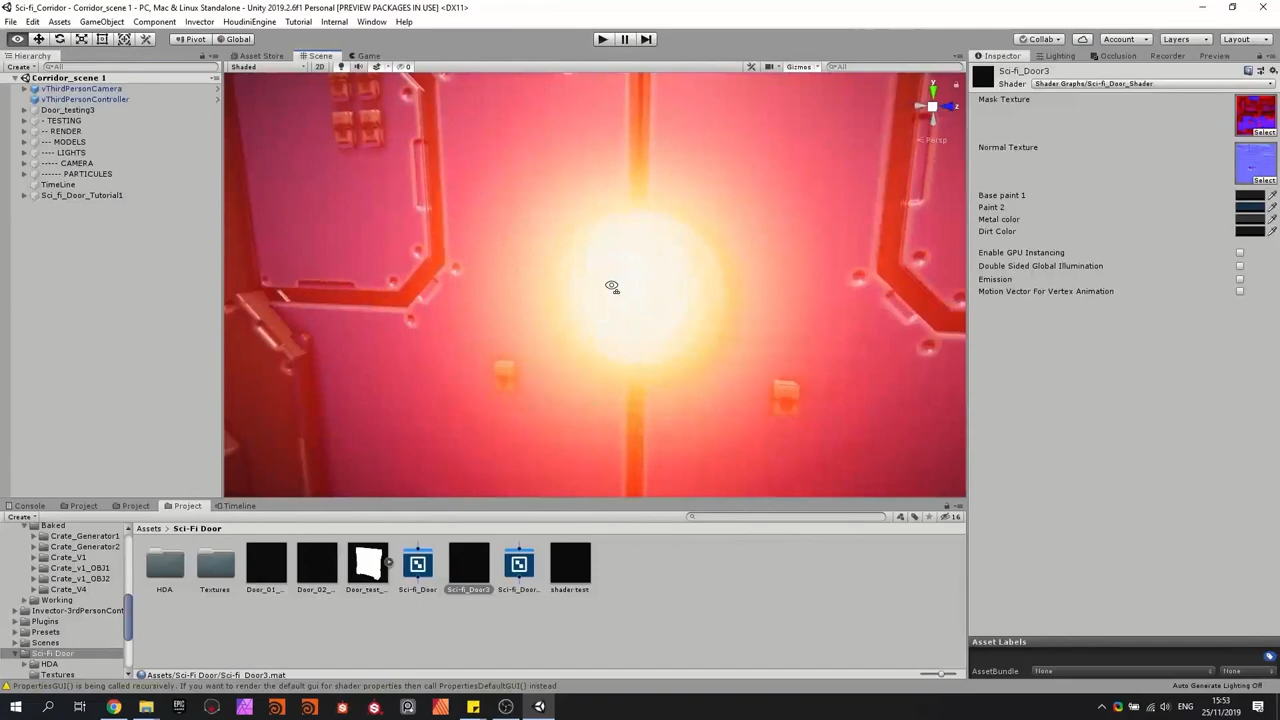 Sci-fi_Corridor - Corridor_scene 1 - PC, Mac & Linux Standalone - Unity 2019.2.6f1 Personal [PREVIEW PACKAGES IN USE] <DX11>
File Edit Assets GameObject Component Invector HoudiniEngine Tutorial Internal Window Help
Pivot Global Collab Account Layers Layout
Hierarchy
Create All
Corridor_scene 1
vThirdPersonCamera
vThirdPersonController
Door_testing3
- TESTING
-- RENDER
--- MODELS
---- LIGHTS
----- CAMERA
------ PARTICULES
TimeLine
Sci_fi_Door_Tutorial1
Asset Store Scene Game
Shaded 2D 0 Gizmos All
y
z
< Persp
Inspector Lighting Occlusion Recorder Preview
Sci-fi_Door3
Shader Shader Graphs/Sci-fi_Door_Shader
Mask Texture
Select
Normal Texture
Select
Base paint 1
Paint 2
Metal color
Dirt Color
Enable GPU Instancing
Double Sided Global Illumination
Emission
Motion Vector For Vertex Animation
Console Project Project Project Timeline
Create 16
Baked
Crate_Generator1
Crate_Generator2
Crate_V1
Crate_v1_OBJ1
Crate_v1_OBJ2
Crate_V4
Working
Invector-3rdPersonCont
Plugins
Presets
Scenes
Sci-Fi Door
HDA
Textures
Assets > Sci-Fi Door
HDA Textures Door_01_... Door_02_... Door_test_... Sci-fi_Door Sci-fi_Door3 Sci-fi_Door... shader test
Assets/Sci-Fi Door/Sci-fi_Door3.mat
Asset Labels
AssetBundle None None
PropertiesGUI() is being called recursively. If you want to render the default gui for shader properties then call PropertiesDefaultGUI() instead
Auto Generate Lighting Off
EPIC
15:53
25/11/2019